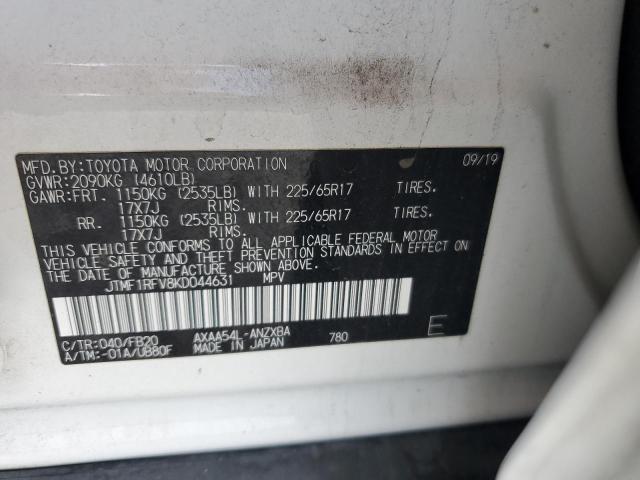 MFD.BY:TOYOTA MOTOR CORPORATION 09/19
GVWR:2090KG (4610LB)
GAWR:FRT. 1150KG (2535LB) WITH 225/65R17 TIRES.
17X7J RIMS.
RR. 1150KG (2535LB) WITH 225/65R17 TIRES.
17X7J RIMS.
THIS VEHICLE CONFORMS TO ALL APPLICABLE FEDERAL MOTOR
VEHICLE SAFETY AND THEFT PREVENTION STANDARDS IN EFFECT ON
THE DATE OF MANUFACTURE SHOWN ABOVE.
JTMF1RFV8KD044631 MPV
C/TR:040/FB20 AXAA54L-ANZXBA 780 E
A/TM:-01A/UB80F MADE IN JAPAN